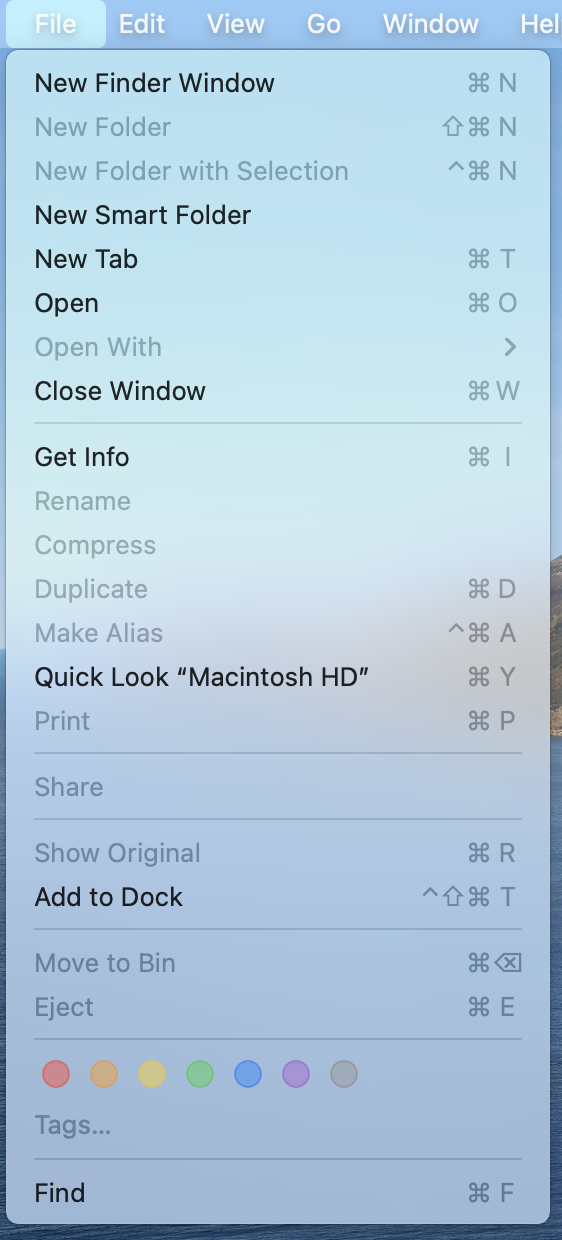 File Edit View Go Window Hel
New Finder Window ⌘ N
New Folder ⇧⌘ N
New Folder with Selection ^⌘ N
New Smart Folder
New Tab ⌘ T
Open ⌘ O
Open With >
Close Window ⌘ W
Get Info ⌘ I
Rename
Compress
Duplicate ⌘ D
Make Alias ^⌘ A
Quick Look “Macintosh HD” ⌘ Y
Print ⌘ P
Share
Show Original ⌘ R
Add to Dock ^⇧⌘ T
Move to Bin ⌘⌫
Eject ⌘ E
Tags...
Find ⌘ F